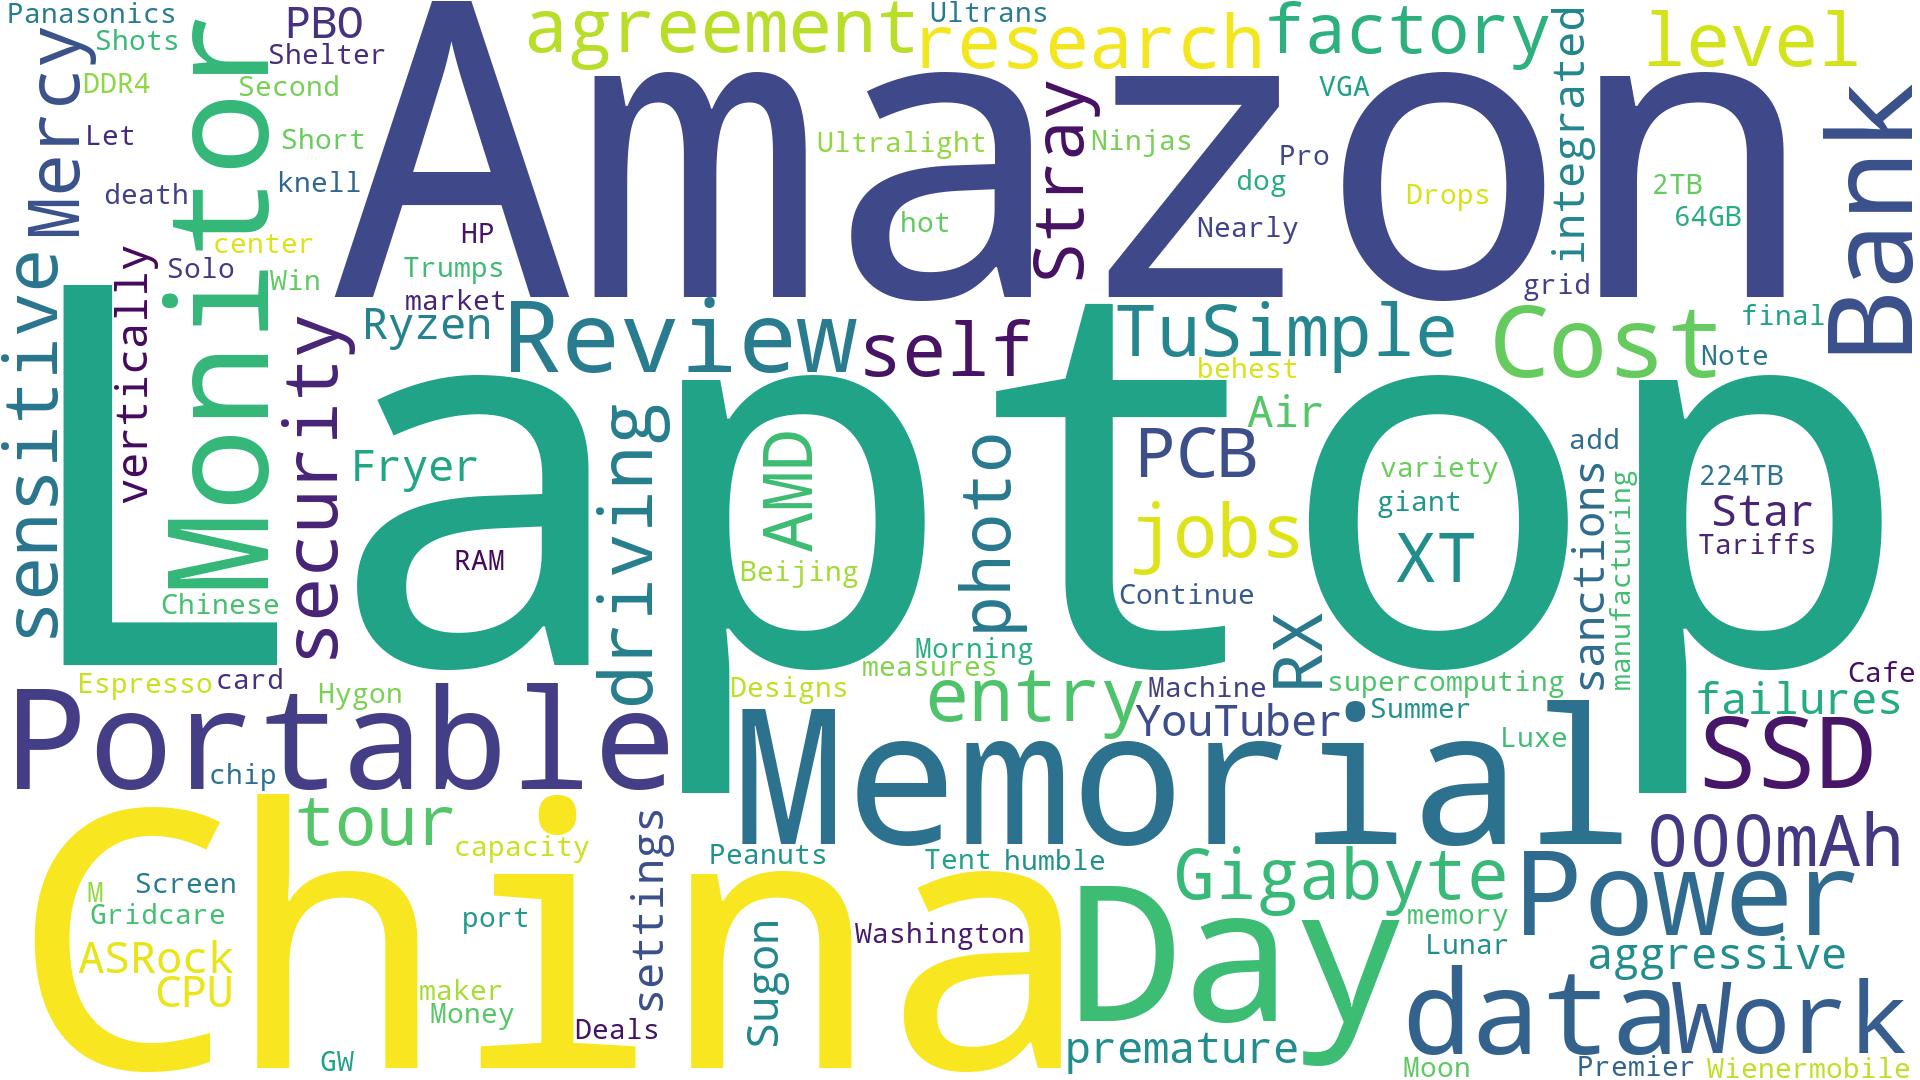 Panasonics
PBO
agreement
Ultrans
research
factory
integrated
level
Shots
Shelter
Mercy
Monitor
DDR4
Second
Amazon
VGA
Stray
Bank
Let
Short
Ultralight
Ninjas
Pro
death
knell
dog
Drops
2TB
64GB
hot
Nearly
HP
center
Solo
Win
Trumps
market
grid
sensitive
vertically
security
Ryzen
Review
self
TuSimple
Cost
final
Note
behest
Air
Laptop
Fryer
driving
AMD
photo
PCB
variety
giant
add
sanctions
manufacturing
224TB
Star
Tariffs
jobs
XT
RAM
Beijing
Continue
RX
Chinese
Morning
measures
Espresso
card
Hygon
Designs
entry
Machine
supercomputing
Cafe
failures
Portable
YouTuber
Summer
Luxe
SSD
chip
Memorial
China
tour
capacity
settings
Peanuts
Tent
humble
Gigabyte
Power
000mAh
M
Screen
Gridcare
port
Sugon
Washington
Day
memory
Lunar
aggressive
ASRock
CPU
maker
Money
Deals
data
Work
GW
premature
Moon
Premier
Wienermobile